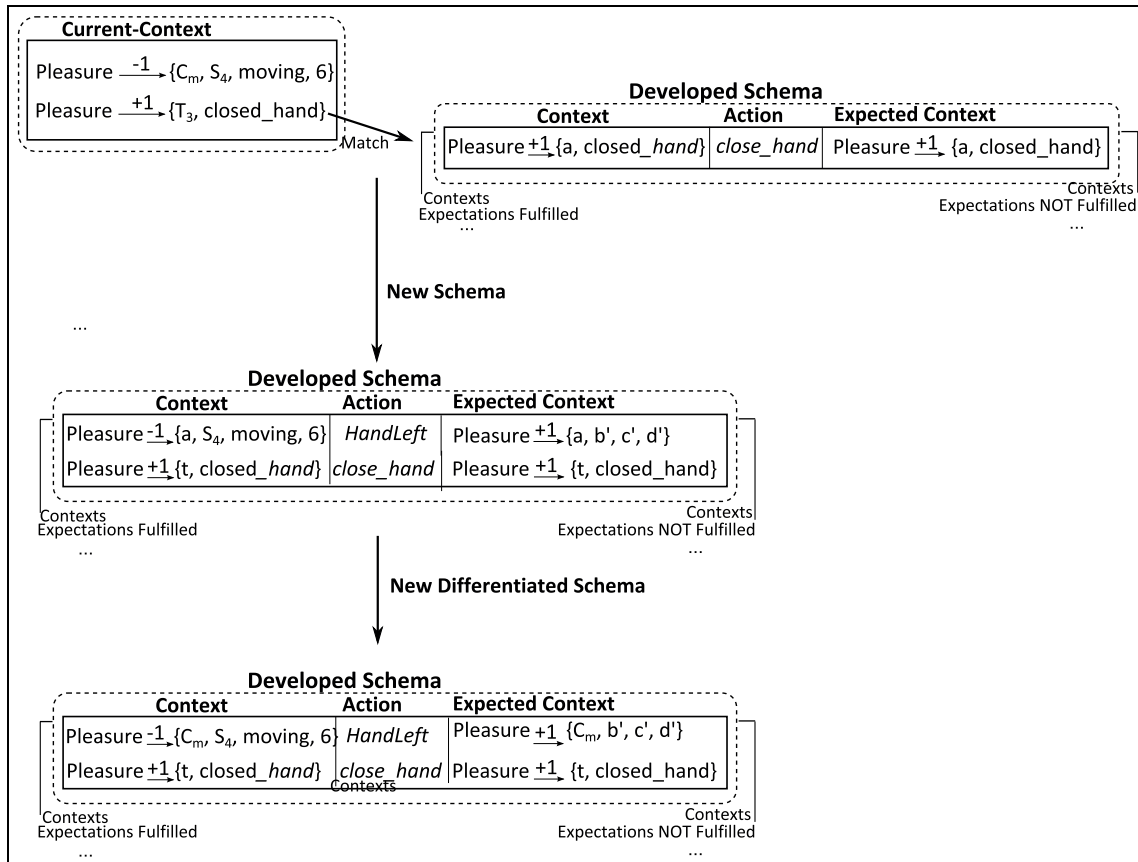 Current-Context
Pleasure -1 {Cm, S4, moving, 6}
Pleasure +1 {T3, closed_hand}
Match
Developed Schema
Context Action Expected Context
Pleasure +1 {a, closed_hand} close_hand Pleasure +1 {a, closed_hand}
Contexts
Expectations Fulfilled
...
Contexts
Expectations NOT Fulfilled
...
New Schema
...
Developed Schema
Context Action Expected Context
Pleasure -1 {a, S4, moving, 6} HandLeft Pleasure +1 {a, b', c', d'}
Pleasure +1 {t, closed_hand} close_hand Pleasure +1 {t, closed_hand}
Contexts
Expectations Fulfilled
...
Contexts
Expectations NOT Fulfilled
...
New Differentiated Schema
Developed Schema
Context Action Expected Context
Pleasure -1 {Cm, S4, moving, 6} HandLeft Pleasure +1 {Cm, b', c', d'}
Pleasure +1 {t, closed_hand} close_hand Pleasure +1 {t, closed_hand}
Contexts
Contexts
Expectations Fulfilled
...
Contexts
Expectations NOT Fulfilled
...